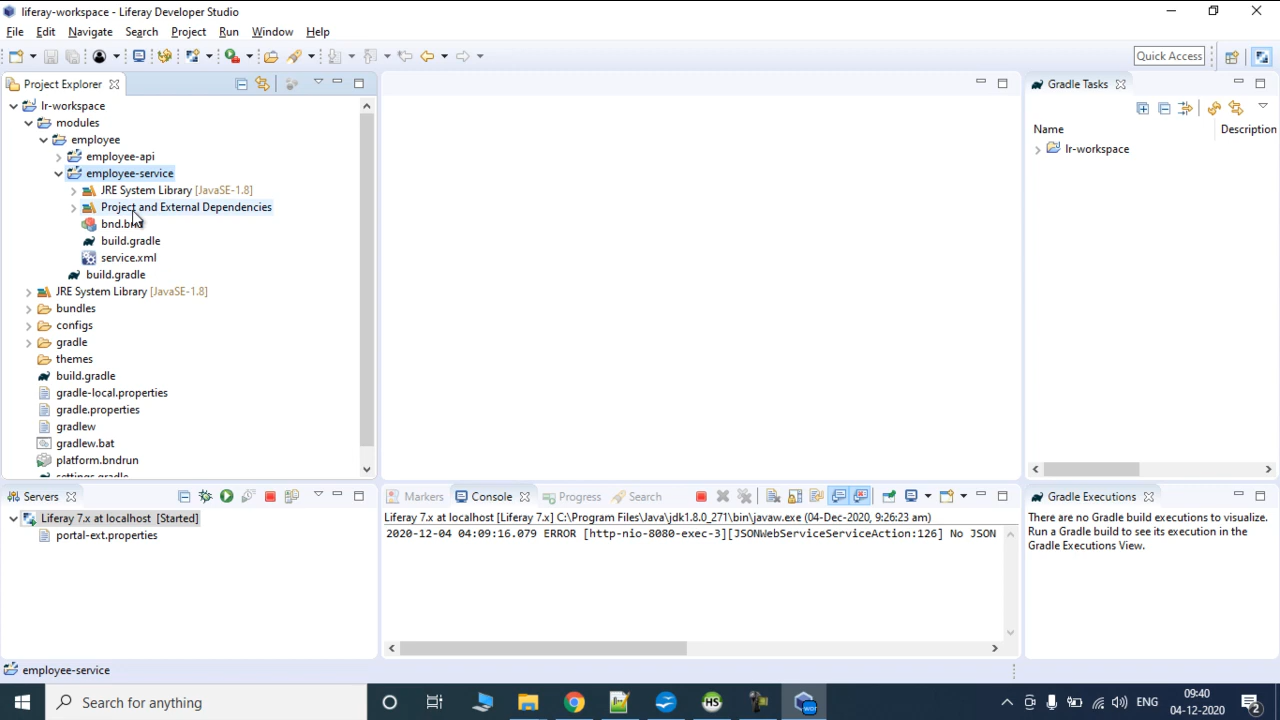 liferay-workspace - Liferay Developer Studio
File Edit Navigate Search Project Run Window Help
Quick Access
Project Explorer
lr-workspace
modules
employee
employee-api
employee-service
JRE System Library [JavaSE-1.8]
Project and External Dependencies
bnd.bnd
build.gradle
service.xml
build.gradle
JRE System Library [JavaSE-1.8]
bundles
configs
gradle
themes
build.gradle
gradle-local.properties
gradle.properties
gradlew
gradlew.bat
platform.bndrun
settings.gradle
Gradle Tasks
Name Description
lr-workspace
Servers
Liferay 7.x at localhost [Started]
portal-ext.properties
Markers Console Progress Search
Liferay 7.x at localhost [Liferay 7.x] C:\Program Files\Java\jdk1.8.0_271\bin\javaw.exe (04-Dec-2020, 9:26:23 am)
2020-12-04 04:09:16.079 ERROR [http-nio-8080-exec-3][JSONWebServiceServiceAction:126] No JSON
Gradle Executions
There are no Gradle build executions to visualize.
Run a Gradle build to see its execution in the
Gradle Executions View.
employee-service
Search for anything
HS
ENG
09:40
04-12-2020
2